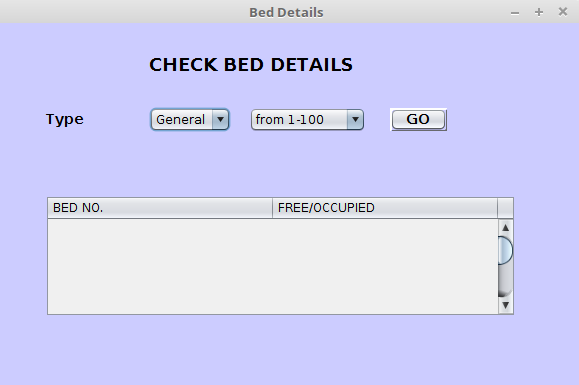 Bed Details
CHECK BED DETAILS
Type General from 1-100 GO
BED NO. FREE/OCCUPIED